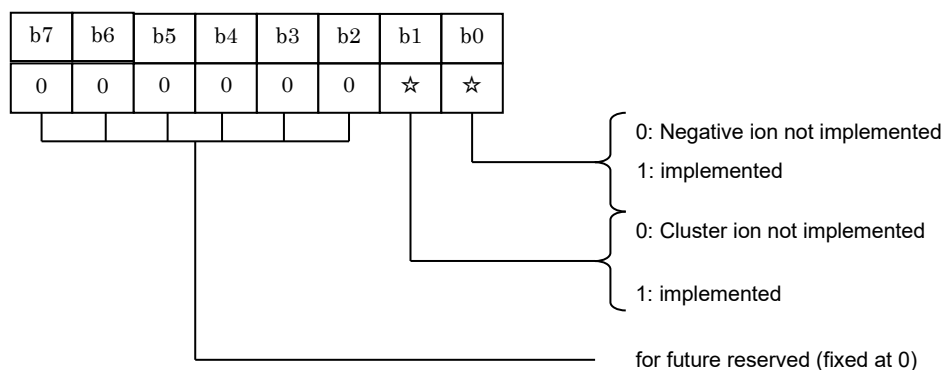 b7 b6 b5 b4 b3 b2 b1 b0
0 0 0 0 0 0 ☆ ☆
0: Negative ion not implemented
1: implemented
0: Cluster ion not implemented
1: implemented
for future reserved (fixed at 0)